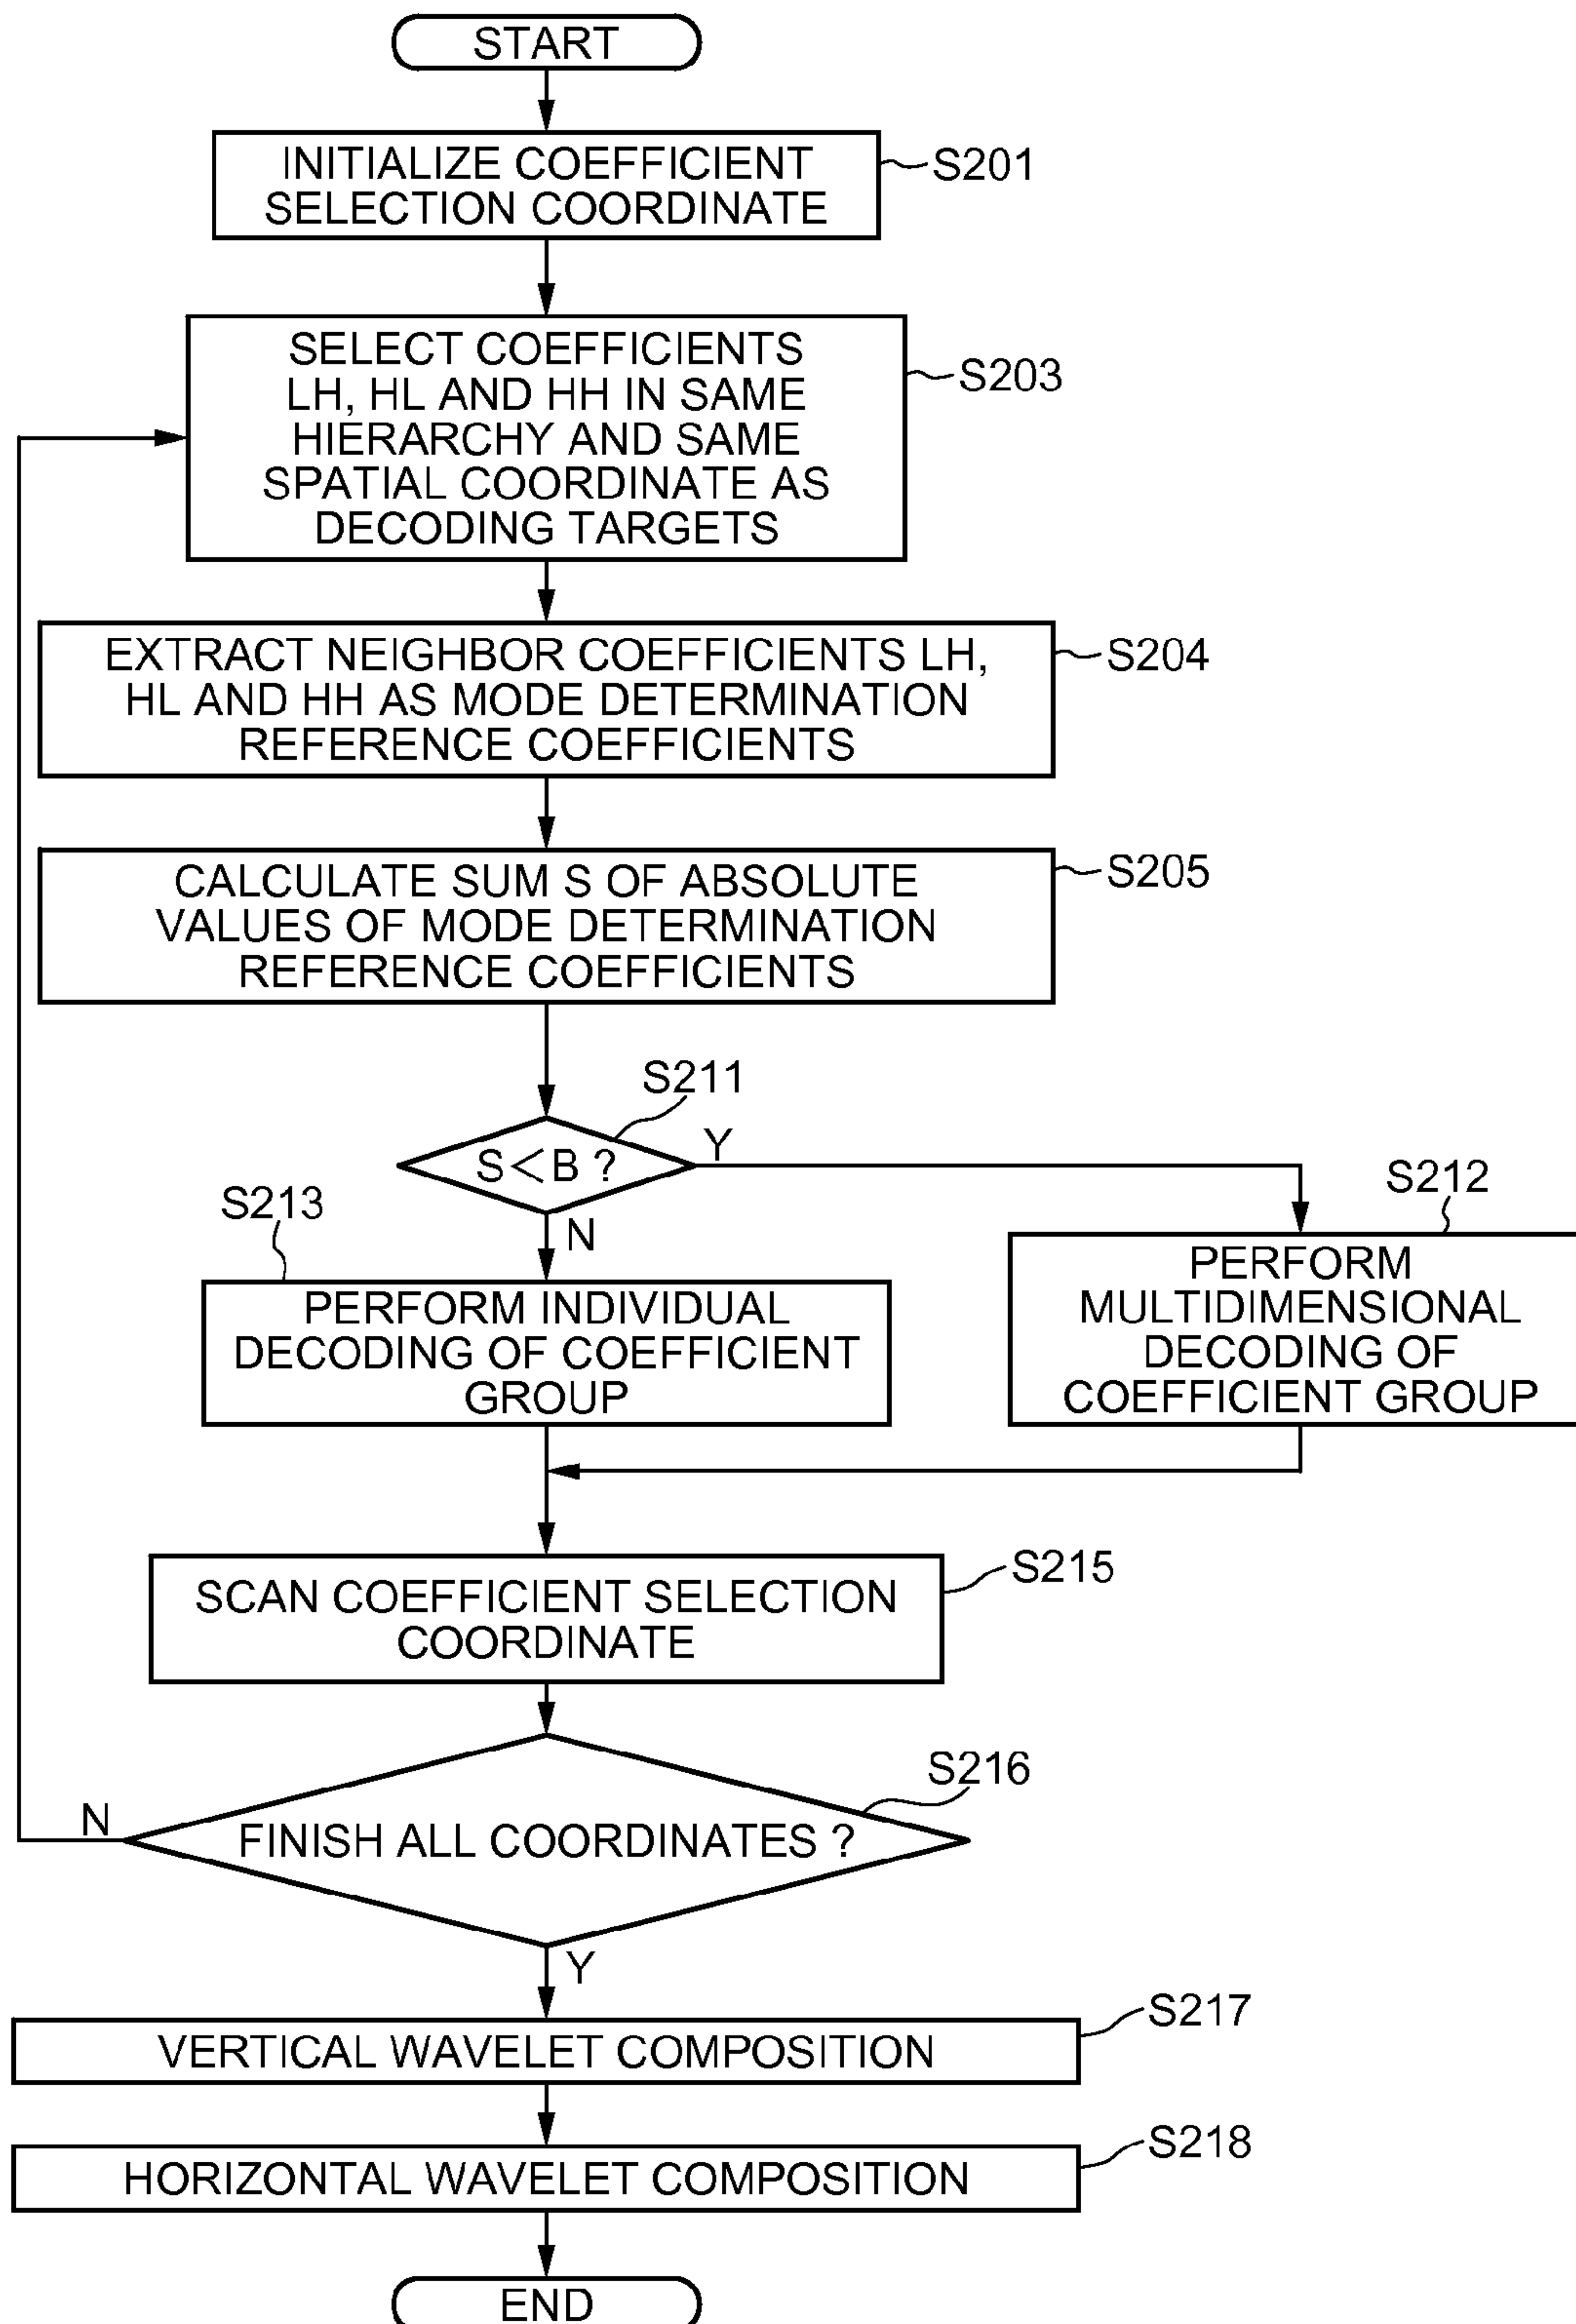 START
INITIALIZE COEFFICIENT
SELECTION COORDINATE
S201
SELECT COEFFICIENTS
LH, HL AND HH IN SAME
HIERARCHY AND SAME
SPATIAL COORDINATE AS
DECODING TARGETS
S203
EXTRACT NEIGHBOR COEFFICIENTS LH,
HL AND HH AS MODE DETERMINATION
REFERENCE COEFFICIENTS
S204
CALCULATE SUM S OF ABSOLUTE
VALUES OF MODE DETERMINATION
REFERENCE COEFFICIENTS
S205
S211
S<B ?
Y
N
S213
PERFORM INDIVIDUAL
DECODING OF COEFFICIENT
GROUP
S212
PERFORM
MULTIDIMENSIONAL
DECODING OF
COEFFICIENT GROUP
SCAN COEFFICIENT SELECTION
COORDINATE
S215
S216
FINISH ALL COORDINATES ?
N
Y
VERTICAL WAVELET COMPOSITION
S217
HORIZONTAL WAVELET COMPOSITION
S218
END